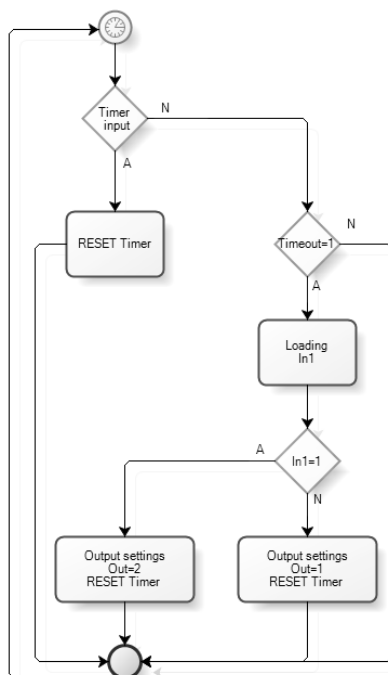 Timer
input
N
A
RESET Timer
Timeout=1
N
A
Loading
In1
In1=1
A
N
Output settings
Out=2
RESET Timer
Output settings
Out=1
RESET Timer